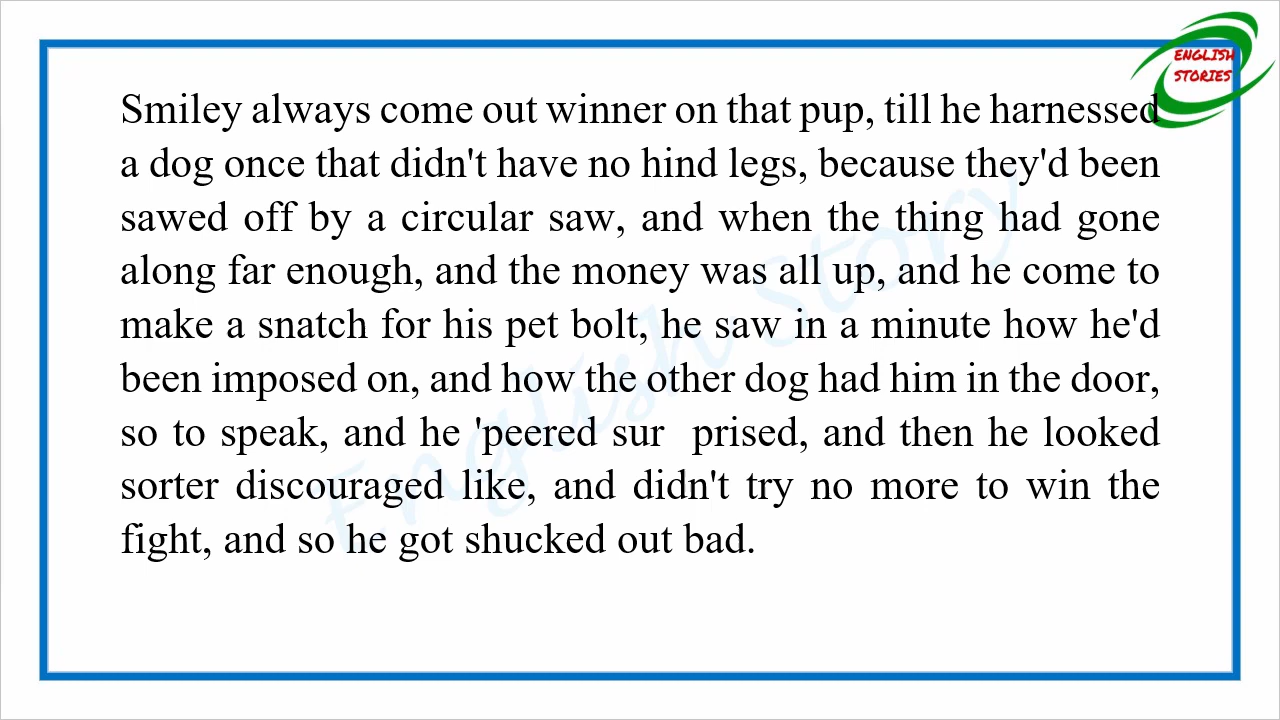 ENGLISH
STORIES
Smiley always come out winner on that pup, till he harnessed
a dog once that didn't have no hind legs, because they'd been
sawed off by a circular saw, and when the thing had gone
along far enough, and the money was all up, and he come to
make a snatch for his pet bolt, he saw in a minute how he'd
been imposed on, and how the other dog had him in the door,
so to speak, and he 'peered sur  prised, and then he looked
sorter discouraged like, and didn't try no more to win the
fight, and so he got shucked out bad.
English Story